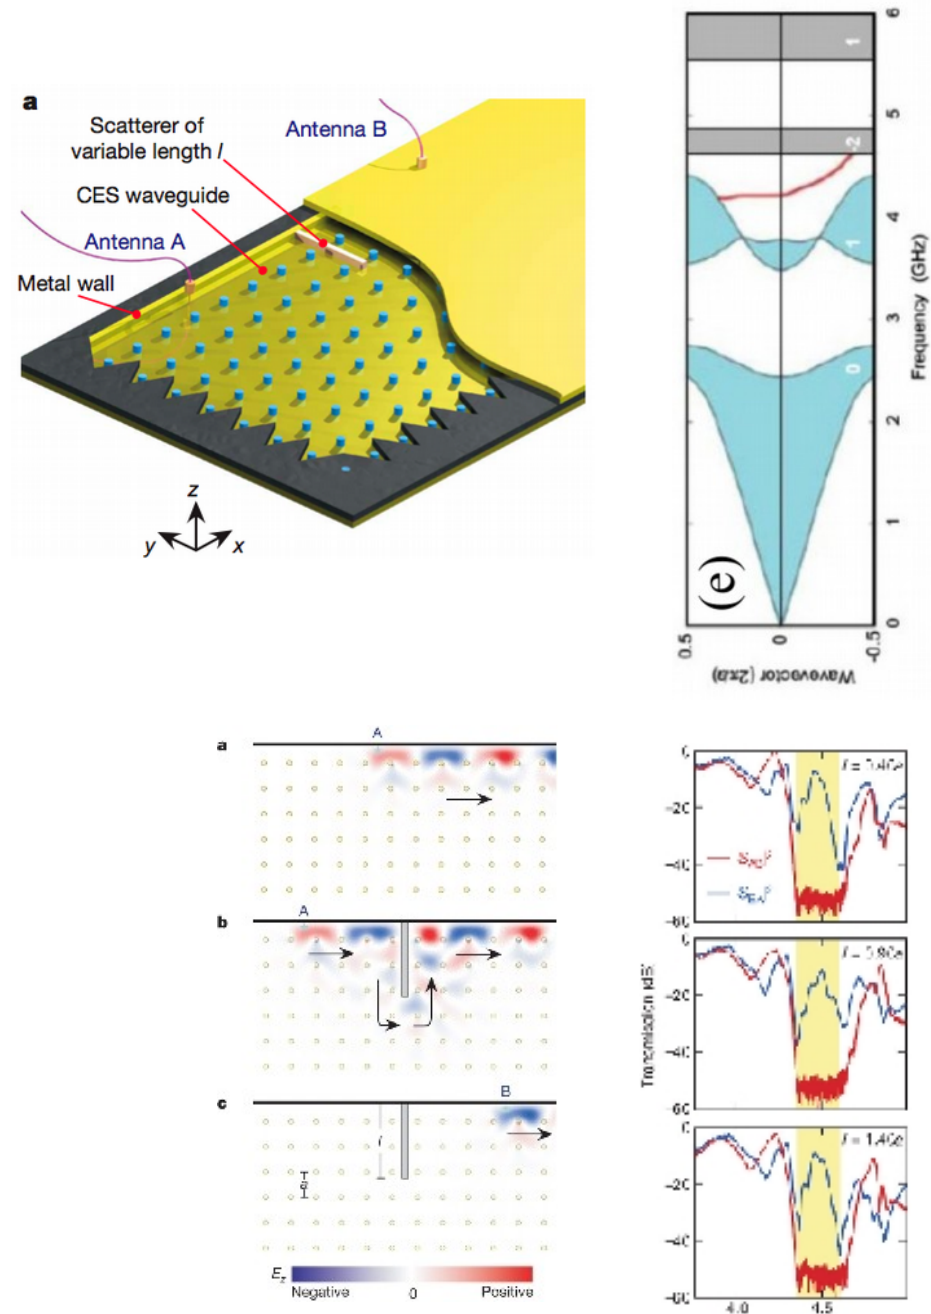 a
Scatterer of
variable length l
Antenna B
CES waveguide
Antenna A
Metal wall
z
y
x
(e)
0
1
-2
1
0
1
2
3
4
5
6
Frequency (GHz)
0.5
0
-0.5
Wavevector (2π/a)
a
A
b
A
c
B
l
a
E_z
Negative
0
Positive
0
-20
-40
-60
0
-20
-40
-60
0
-20
-40
-60
Transmission (dB)
4.0
4.5